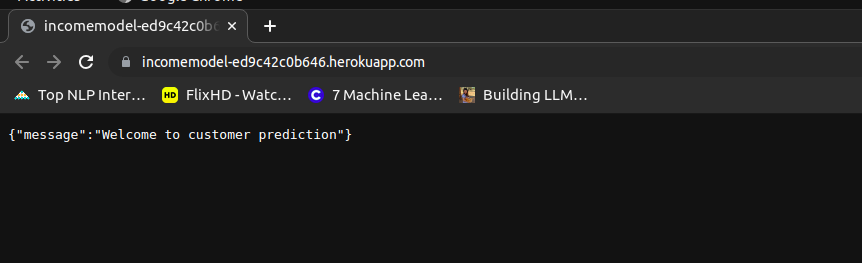 Google Chrome
incomemodel-ed9c42c0b6
incomemodel-ed9c42c0b646.herokuapp.com
Top NLP Inter… HD FlixHD - Watc… C 7 Machine Lea… Building LLM…
{"message":"Welcome to customer prediction"}